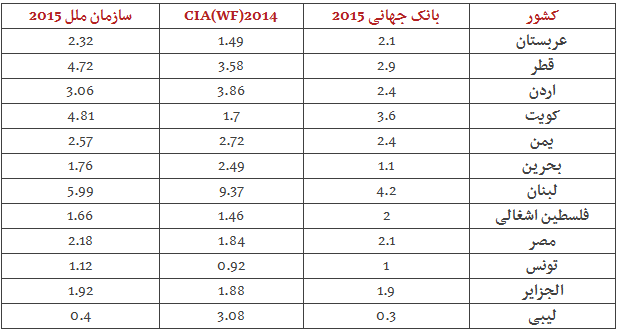 کشور بانک جهانی 2015 CIA(WF)2014 سازمان ملل 2015
عربستان 2.1 1.49 2.32
قطر 2.9 3.58 4.72
اردن 2.4 3.86 3.06
کویت 3.6 1.7 4.81
یمن 2.4 2.72 2.57
بحرین 1.1 2.49 1.76
لبنان 4.2 9.37 5.99
فلسطین اشغالی 2 1.46 1.66
مصر 2.1 1.84 2.18
تونس 1 0.92 1.12
الجزایر 1.9 1.88 1.92
لیبی 0.3 3.08 0.4